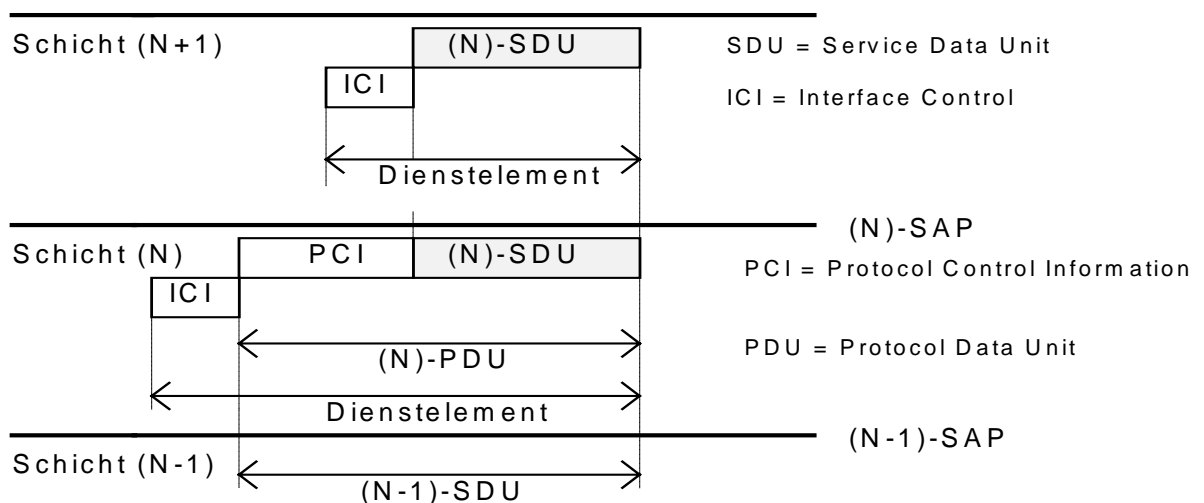 Schicht (N+1)
(N)-SDU
SDU = Service Data Unit
ICI
ICI = Interface Control
Dienstelement
(N)-SAP
Schicht (N)
PCI
(N)-SDU
PCI = Protocol Control Information
ICI
(N)-PDU
PDU = Protocol Data Unit
Dienstelement
(N-1)-SAP
Schicht (N-1)
(N-1)-SDU